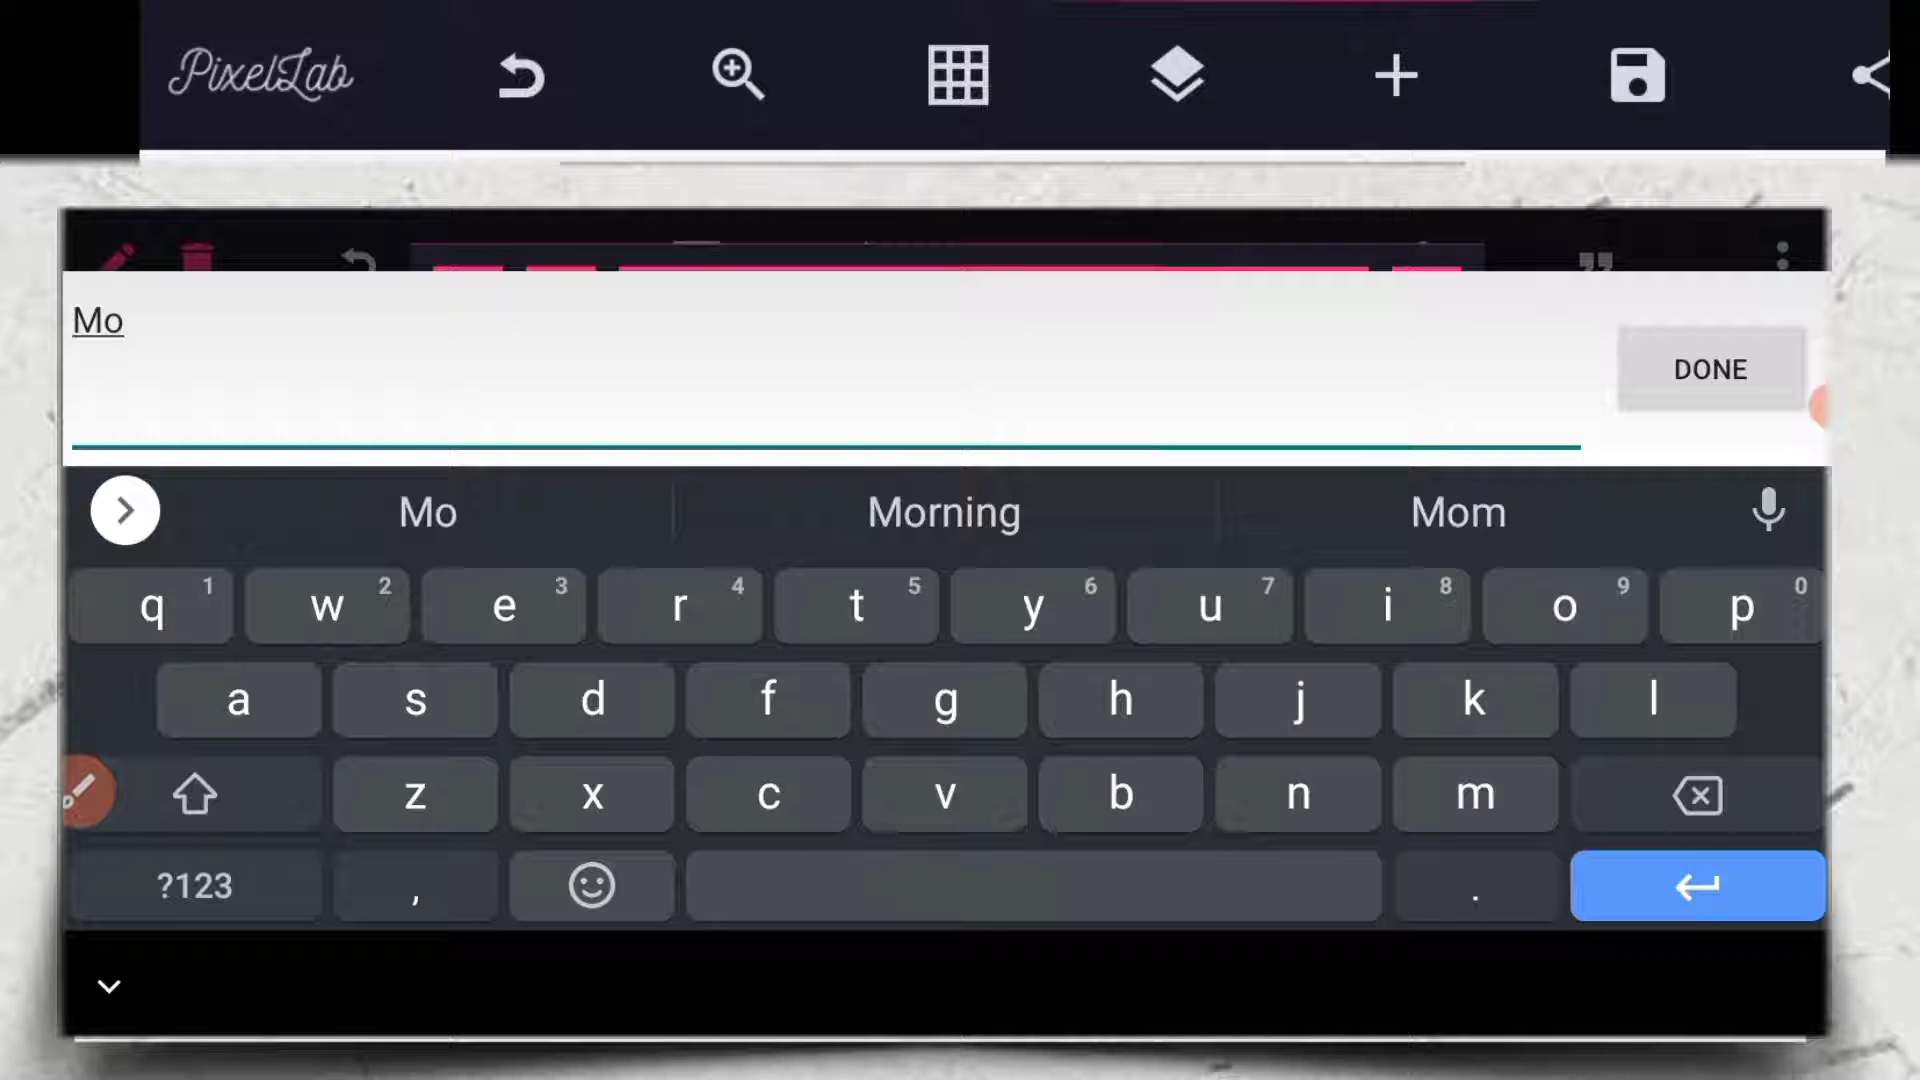 PixelLab
Mo
DONE
Mo Morning Mom
q 1 w 2 e 3 r 4 t 5 y 6 u 7 i 8 o 9 p 0
a s d f g h j k l
z x c v b n m
?123 , .